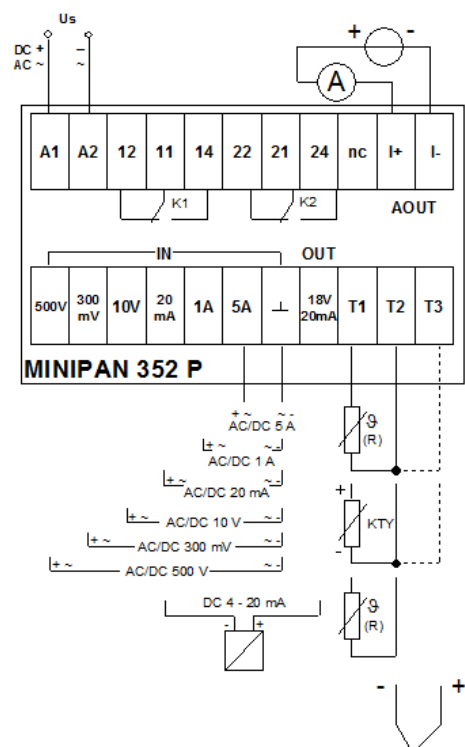 Us
DC + –
AC ~ ~
+ -
A
A1 A2 12 11 14 22 21 24 nc I+ I-
K1 K2 AOUT
IN OUT
500V 300 mV 10V 20 mA 1A 5A ⊥ 18V 20mA T1 T2 T3
MINIPAN 352 P
+ ~ ~ -
AC/DC 5 A
+ ~ ~ -
AC/DC 1 A
+ ~ ~ -
AC/DC 20 mA
+ ~ ~ -
AC/DC 10 V
+ ~ ~ -
AC/DC 300 mV
+ ~ ~ -
AC/DC 500 V
ϑ
(R)
+
KTY
-
DC 4 - 20 mA
- +
ϑ
(R)
- +